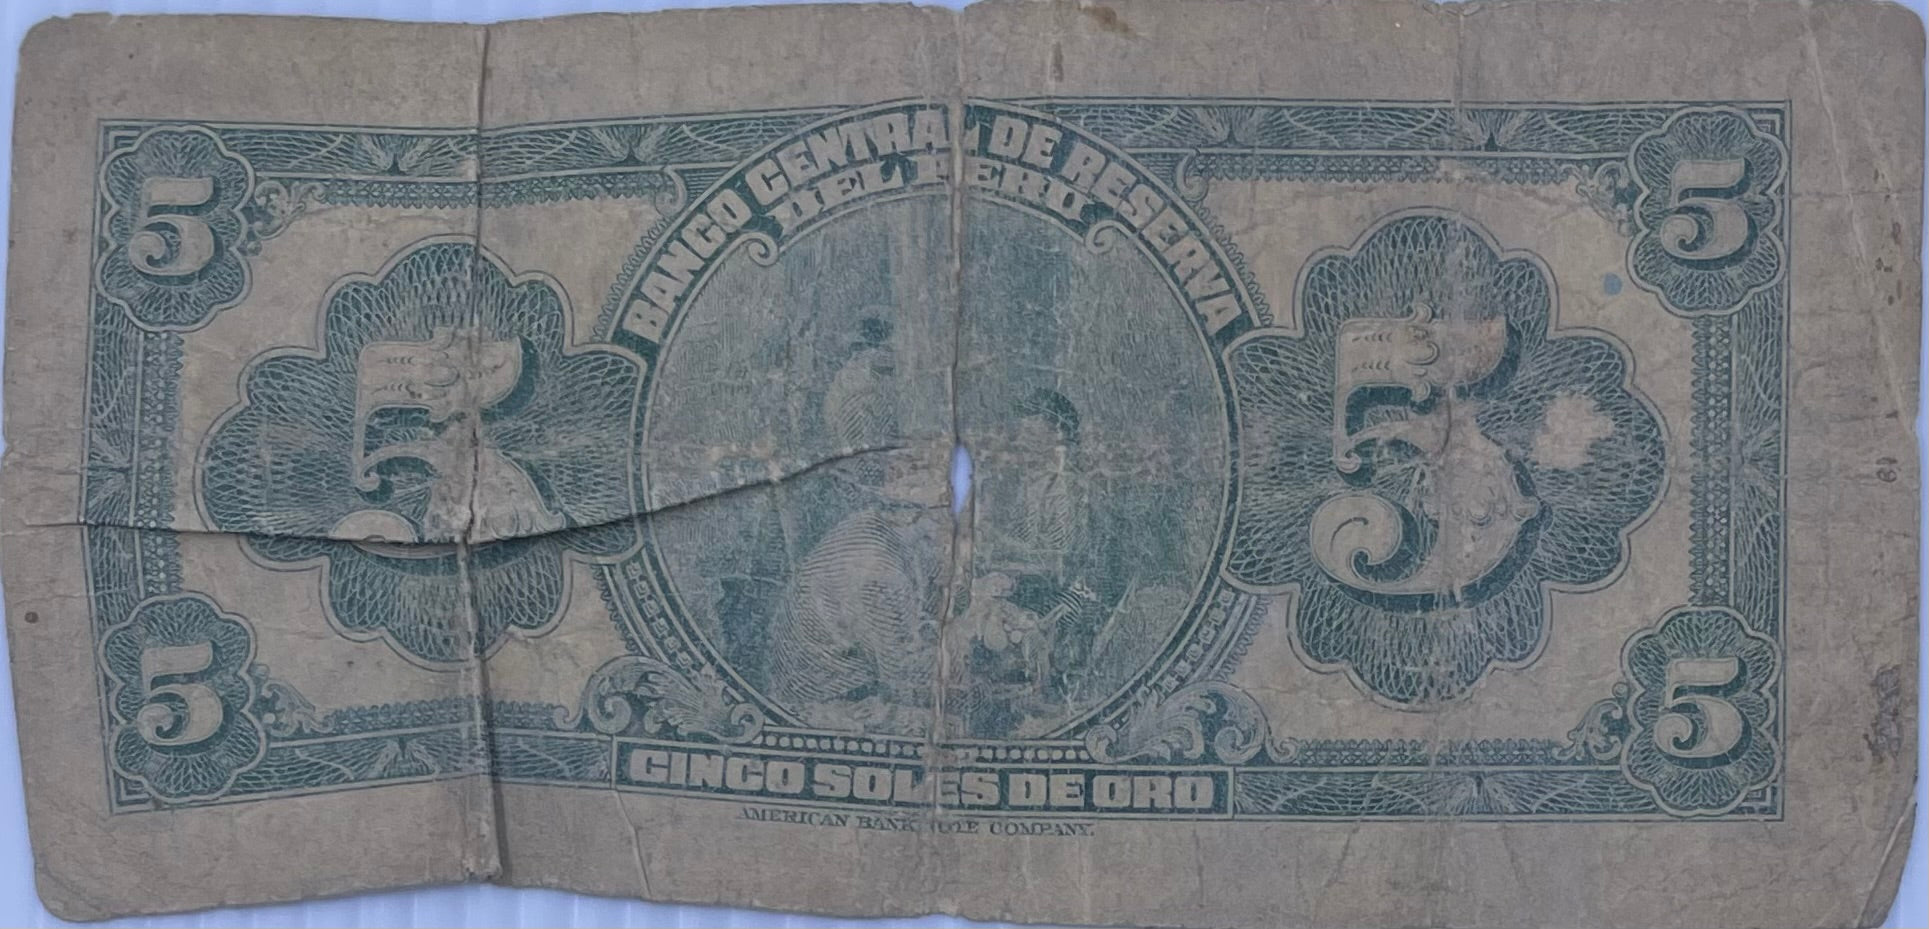 BANCO CENTRAL DE RESERVA
DEL PERU
5
5
5
5
5
5
CINCO SOLES DE ORO
AMERICAN BANK NOTE COMPANY.